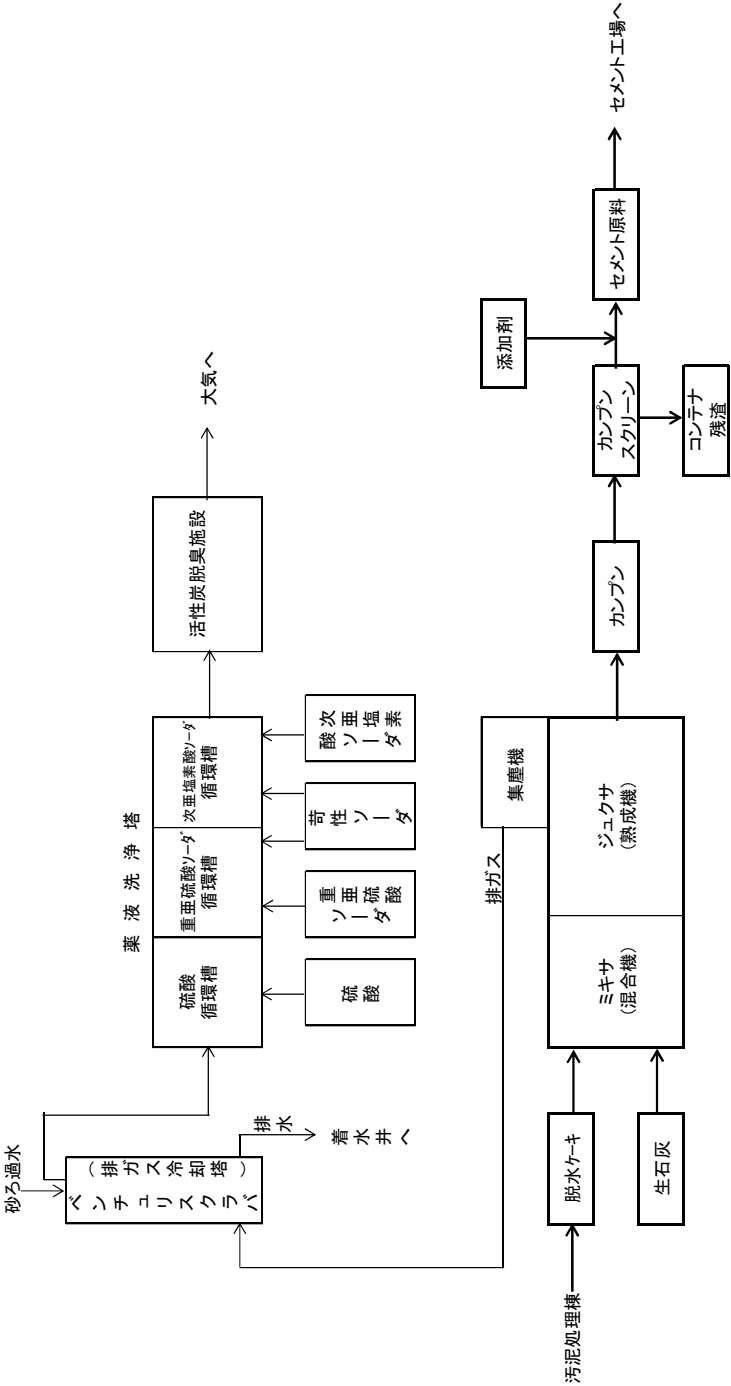 砂ろ過水
ベンチュリスクラバ
（排ガス冷却塔）
排水
着水井へ
薬液洗浄塔
硫酸
循環槽
重亜硫酸ソーダ
循環槽
次亜塩素酸ソーダ
循環槽
硫酸
重亜硫酸
ソーダ
苛性ソーダ
次亜塩素
酸ソーダ
活性炭脱臭施設
大気へ
排ガス
集塵機
汚泥処理棟
脱水ケーキ
生石灰
ミキサ
（混合機）
ジュクサ
（熟成機）
カンプン
カンプン
スクリーン
コンテナ
残渣
添加剤
セメント原料
セメント工場へ